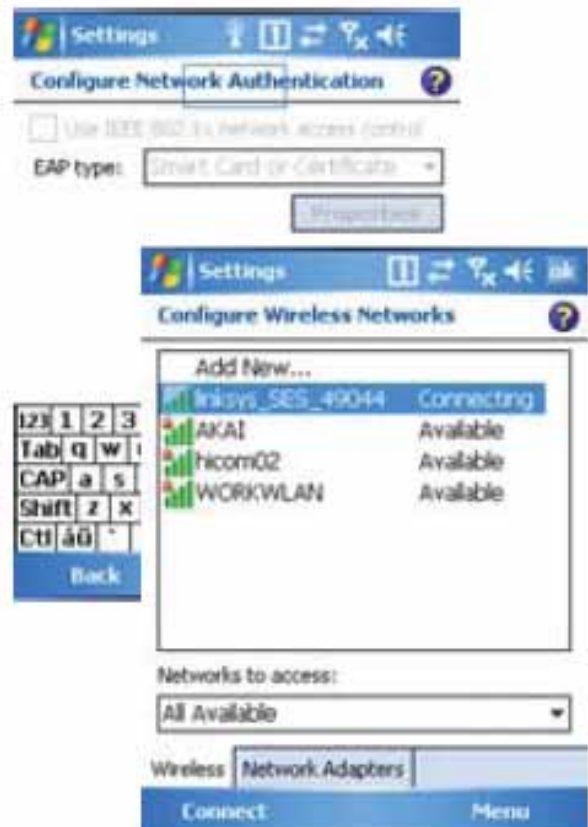 Settings
Configure Network Authentication
Use IEEE 802.1x network access control
EAP type: Smart Card or Certificate
Properties
Settings ok
Configure Wireless Networks
Add New...
linksys_SES_49044 Connecting
AKAI Available
hicom02 Available
WORKWLAN Available
Networks to access:
All Available
Wireless Network Adapters
Connect Menu
123 1 2 3
Tab q w
CAP a s
Shift z x
Ctl áü `
Back